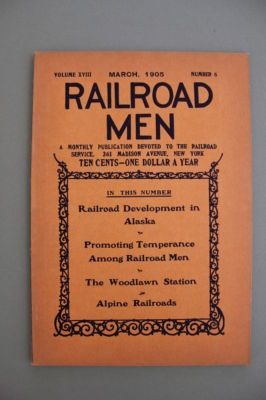 VOLUME XVIII MARCH, 1905 NUMBER 6
RAILROAD
MEN
A MONTHLY PUBLICATION DEVOTED TO THE RAILROAD
SERVICE. 361 MADISON AVENUE, NEW YORK
TEN CENTS—ONE DOLLAR A YEAR
IN THIS NUMBER
Railroad Development in
Alaska
Promoting Temperance
Among Railroad Men
The Woodlawn Station
Alpine Railroads